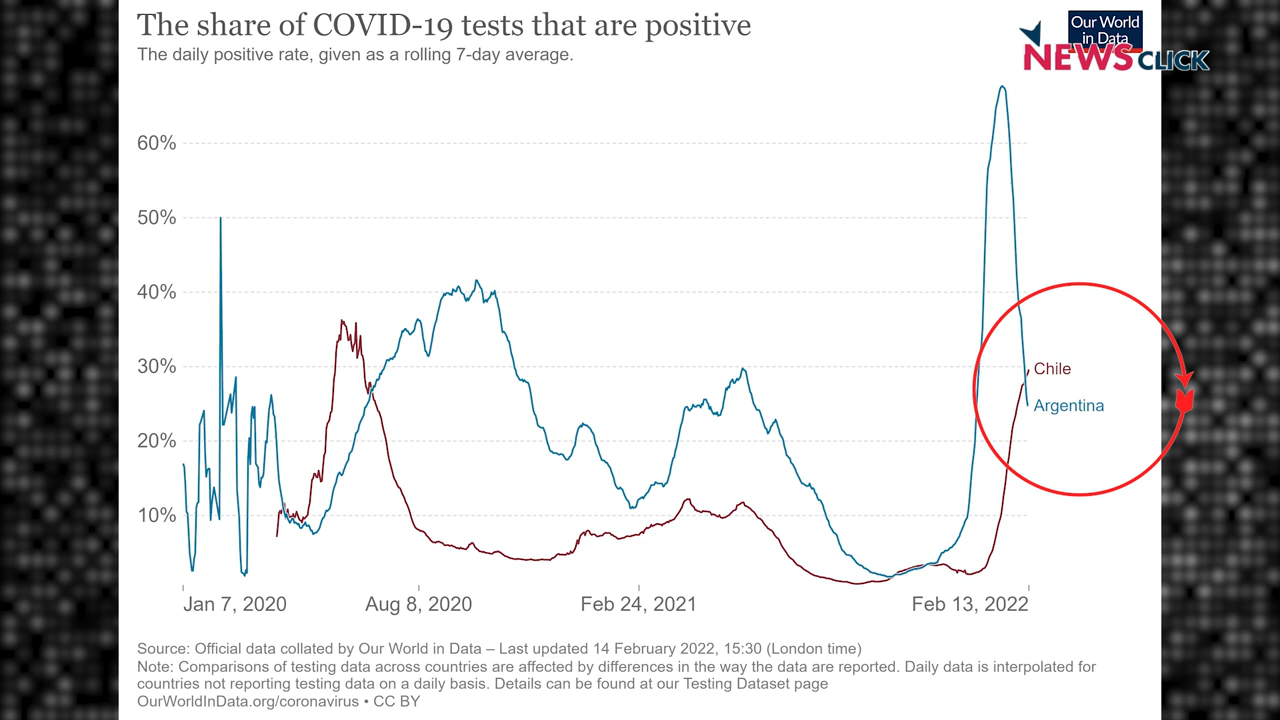 The share of COVID-19 tests that are positive
The daily positive rate, given as a rolling 7-day average.
Our World
in Data
NEWSCLICK
60%
50%
40%
30%
20%
10%
Chile
Argentina
Jan 7, 2020
Aug 8, 2020
Feb 24, 2021
Feb 13, 2022
Source: Official data collated by Our World in Data – Last updated 14 February 2022, 15:30 (London time)
Note: Comparisons of testing data across countries are affected by differences in the way the data are reported. Daily data is interpolated for
countries not reporting testing data on a daily basis. Details can be found at our Testing Dataset page
OurWorldInData.org/coronavirus • CC BY